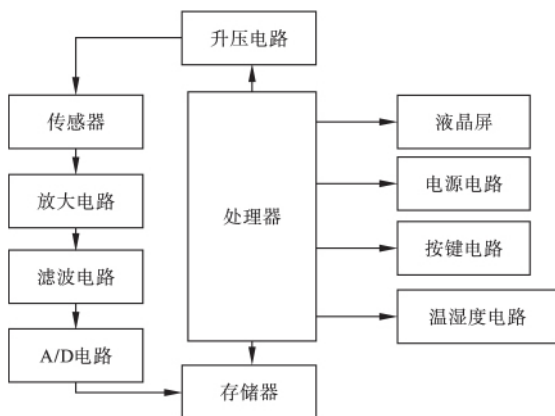 升压电路
传感器
液晶屏
放大电路
电源电路
处理器
滤波电路
按键电路
A/D电路
温湿度电路
存储器